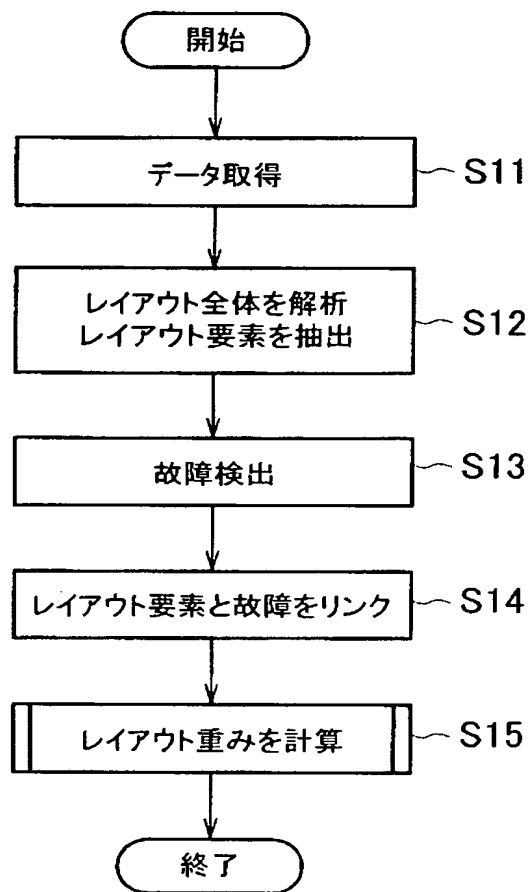 開始
データ取得
S11
レイアウト全体を解析
レイアウト要素を抽出
S12
故障検出
S13
レイアウト要素と故障をリンク
S14
レイアウト重みを計算
S15
終了